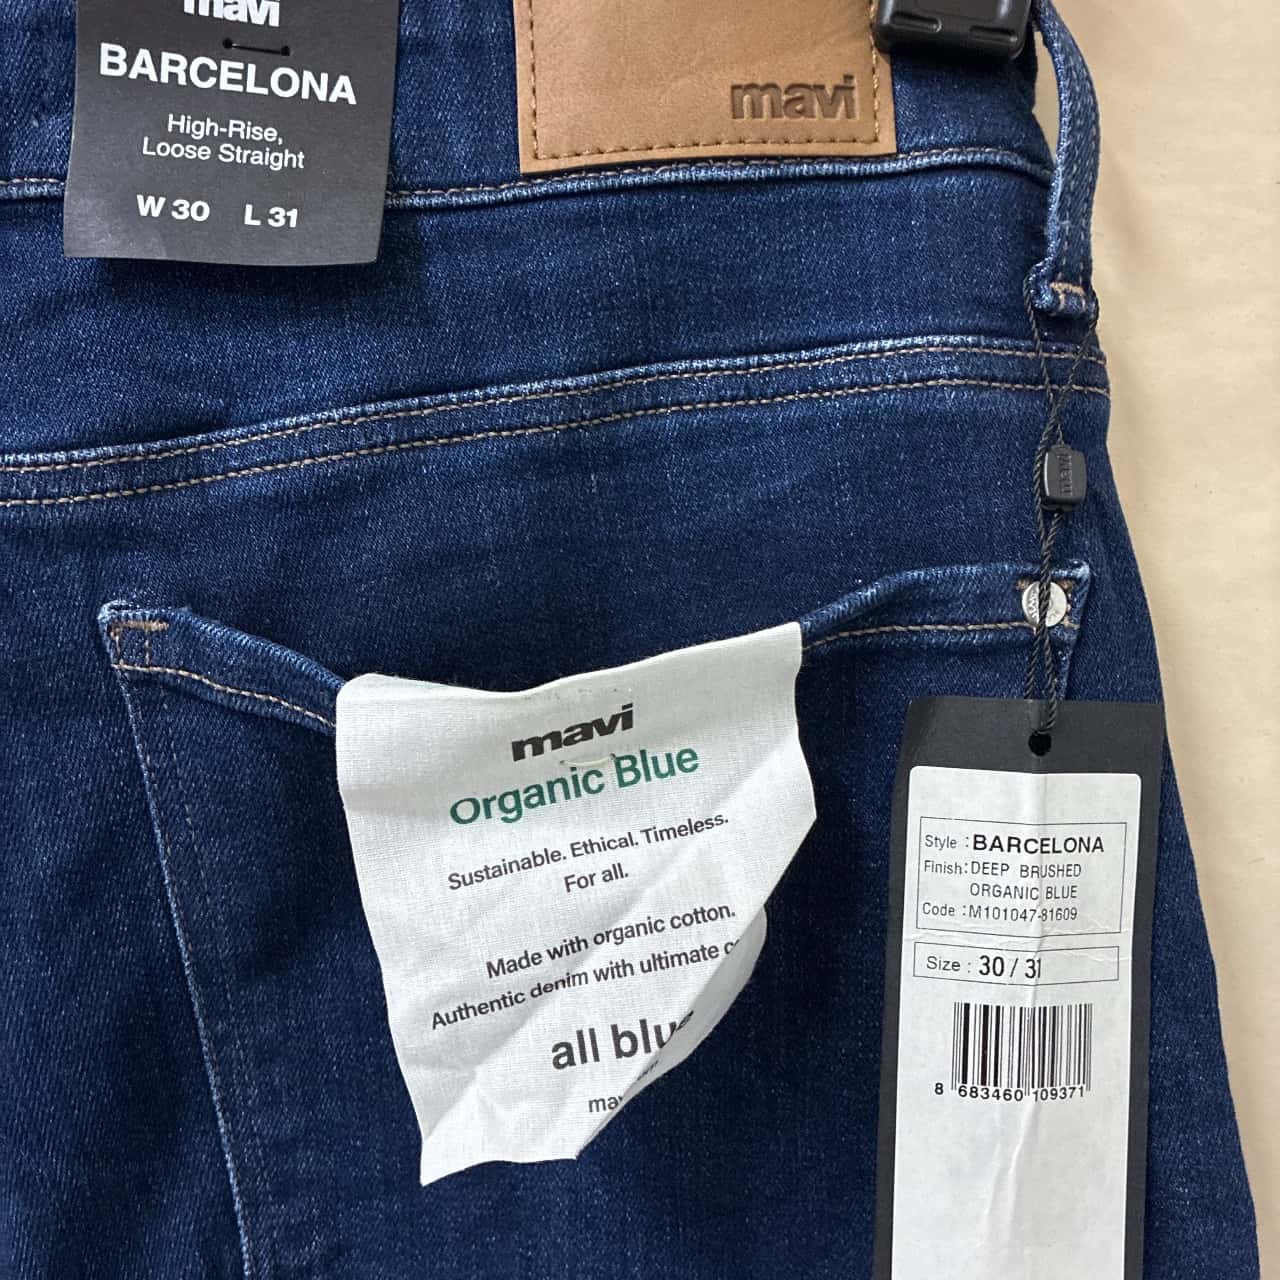 mavi
BARCELONA
High-Rise,
Loose Straight
W 30 L 31
mavi
mavi
mavi
Organic Blue
Sustainable. Ethical. Timeless.
For all.
Made with organic cotton.
Authentic denim with ultimate
all blue
Style : BARCELONA
Finish: DEEP BRUSHED
ORGANIC BLUE
Code : M101047-81609
Size : 30 / 31
8 683460 109371